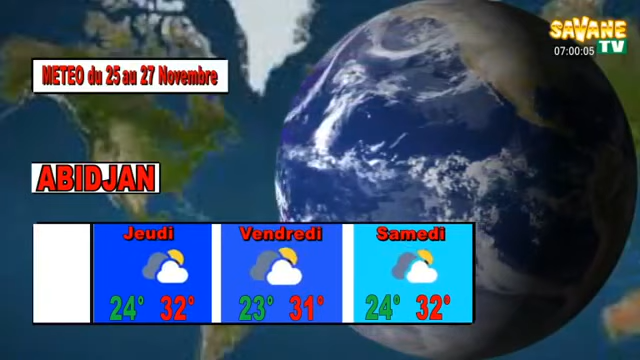 SAVANE
TV
07:00:05
METEO du 25 au 27 Novembre
ABIDJAN
Jeudi Vendredi Samedi
24° 32° 23° 31° 24° 32°